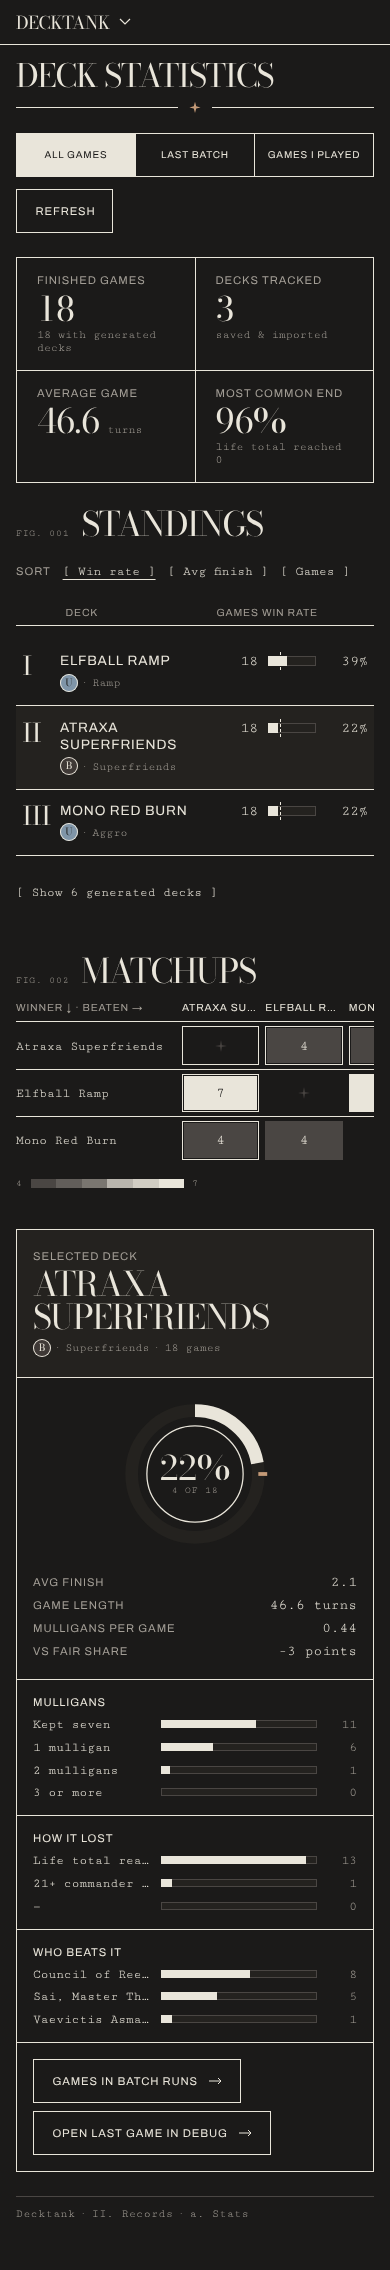 DECKTANK
DECK STATISTICS
ALL GAMES
LAST BATCH
GAMES I PLAYED
REFRESH
FINISHED GAMES
18
18 with generated
decks
DECKS TRACKED
3
saved & imported
AVERAGE GAME
46.6 turns
MOST COMMON END
96%
life total reached
0
FIG. 001 STANDINGS
SORT [ Win rate ] [ Avg finish ] [ Games ]
DECK GAMES WIN RATE
I ELFBALL RAMP 18 39%
U · Ramp
II ATRAXA
SUPERFRIENDS 18 22%
B · Superfriends
III MONO RED BURN 18 22%
U · Aggro
[ Show 6 generated decks ]
FIG. 002 MATCHUPS
WINNER ↓ · BEATEN → ATRAXA SU… ELFBALL R… MON
Atraxa Superfriends + 4
Elfball Ramp 7 +
Mono Red Burn 4 4
4 7
SELECTED DECK
ATRAXA
SUPERFRIENDS
B · Superfriends · 18 games
22%
4 OF 18
AVG FINISH 2.1
GAME LENGTH 46.6 turns
MULLIGANS PER GAME 0.44
VS FAIR SHARE -3 points
MULLIGANS
Kept seven 11
1 mulligan 6
2 mulligans 1
3 or more 0
HOW IT LOST
Life total rea… 13
21+ commander … 1
— 0
WHO BEATS IT
Council of Ree… 8
Sai, Master Th… 5
Vaevictis Asma… 1
GAMES IN BATCH RUNS →
OPEN LAST GAME IN DEBUG →
Decktank · II. Records · a. Stats